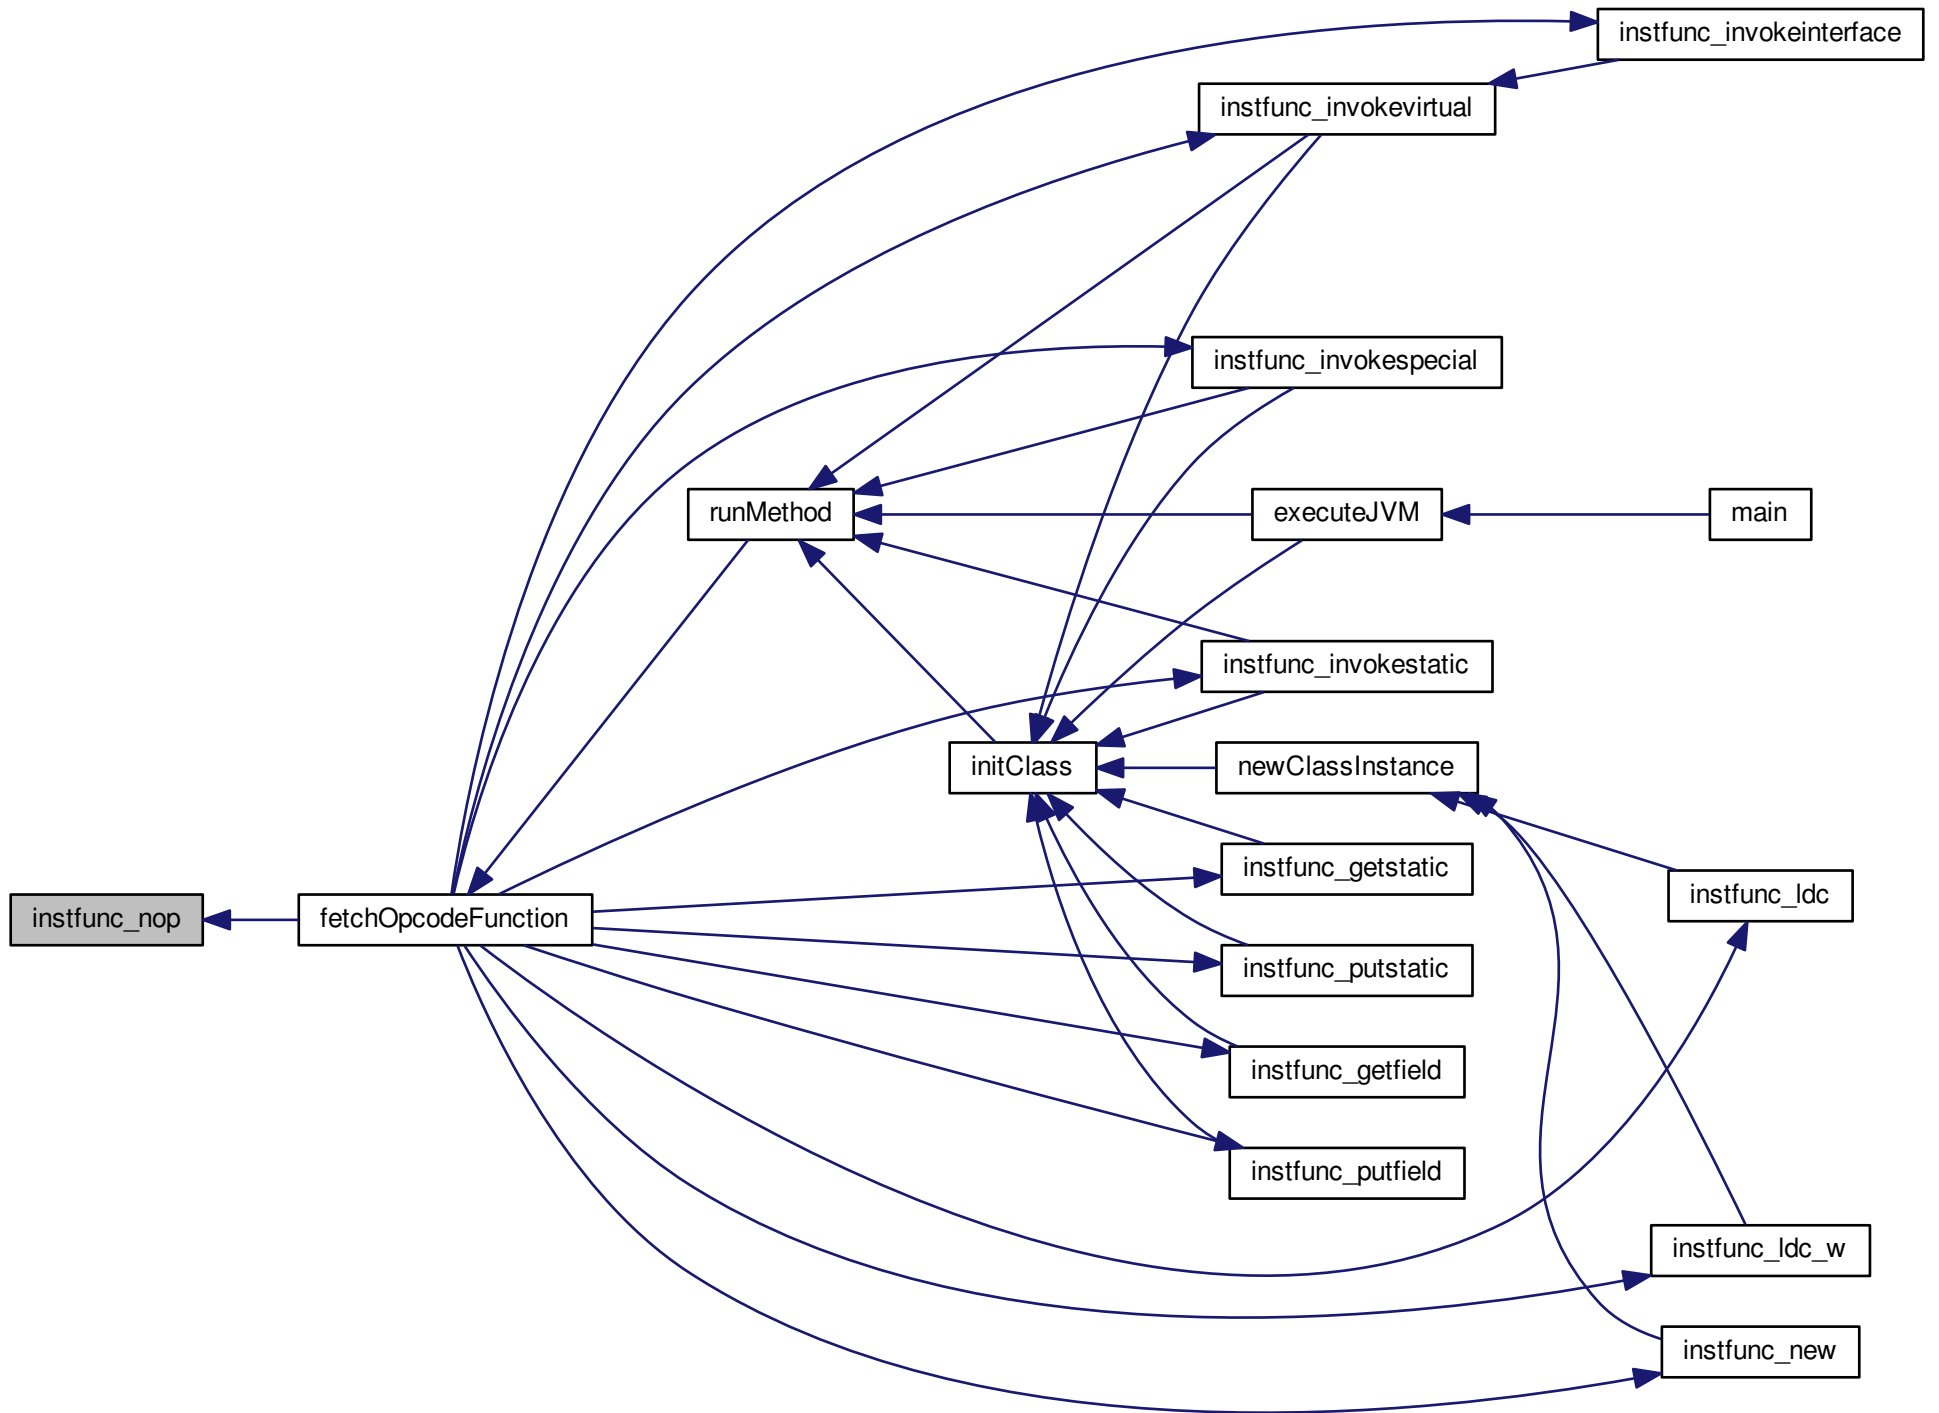 instfunc_invokeinterface
instfunc_invokevirtual
instfunc_invokespecial
runMethod
executeJVM
main
instfunc_invokestatic
initClass
newClassInstance
instfunc_getstatic
instfunc_ldc
instfunc_nop
fetchOpcodeFunction
instfunc_putstatic
instfunc_getfield
instfunc_putfield
instfunc_ldc_w
instfunc_new